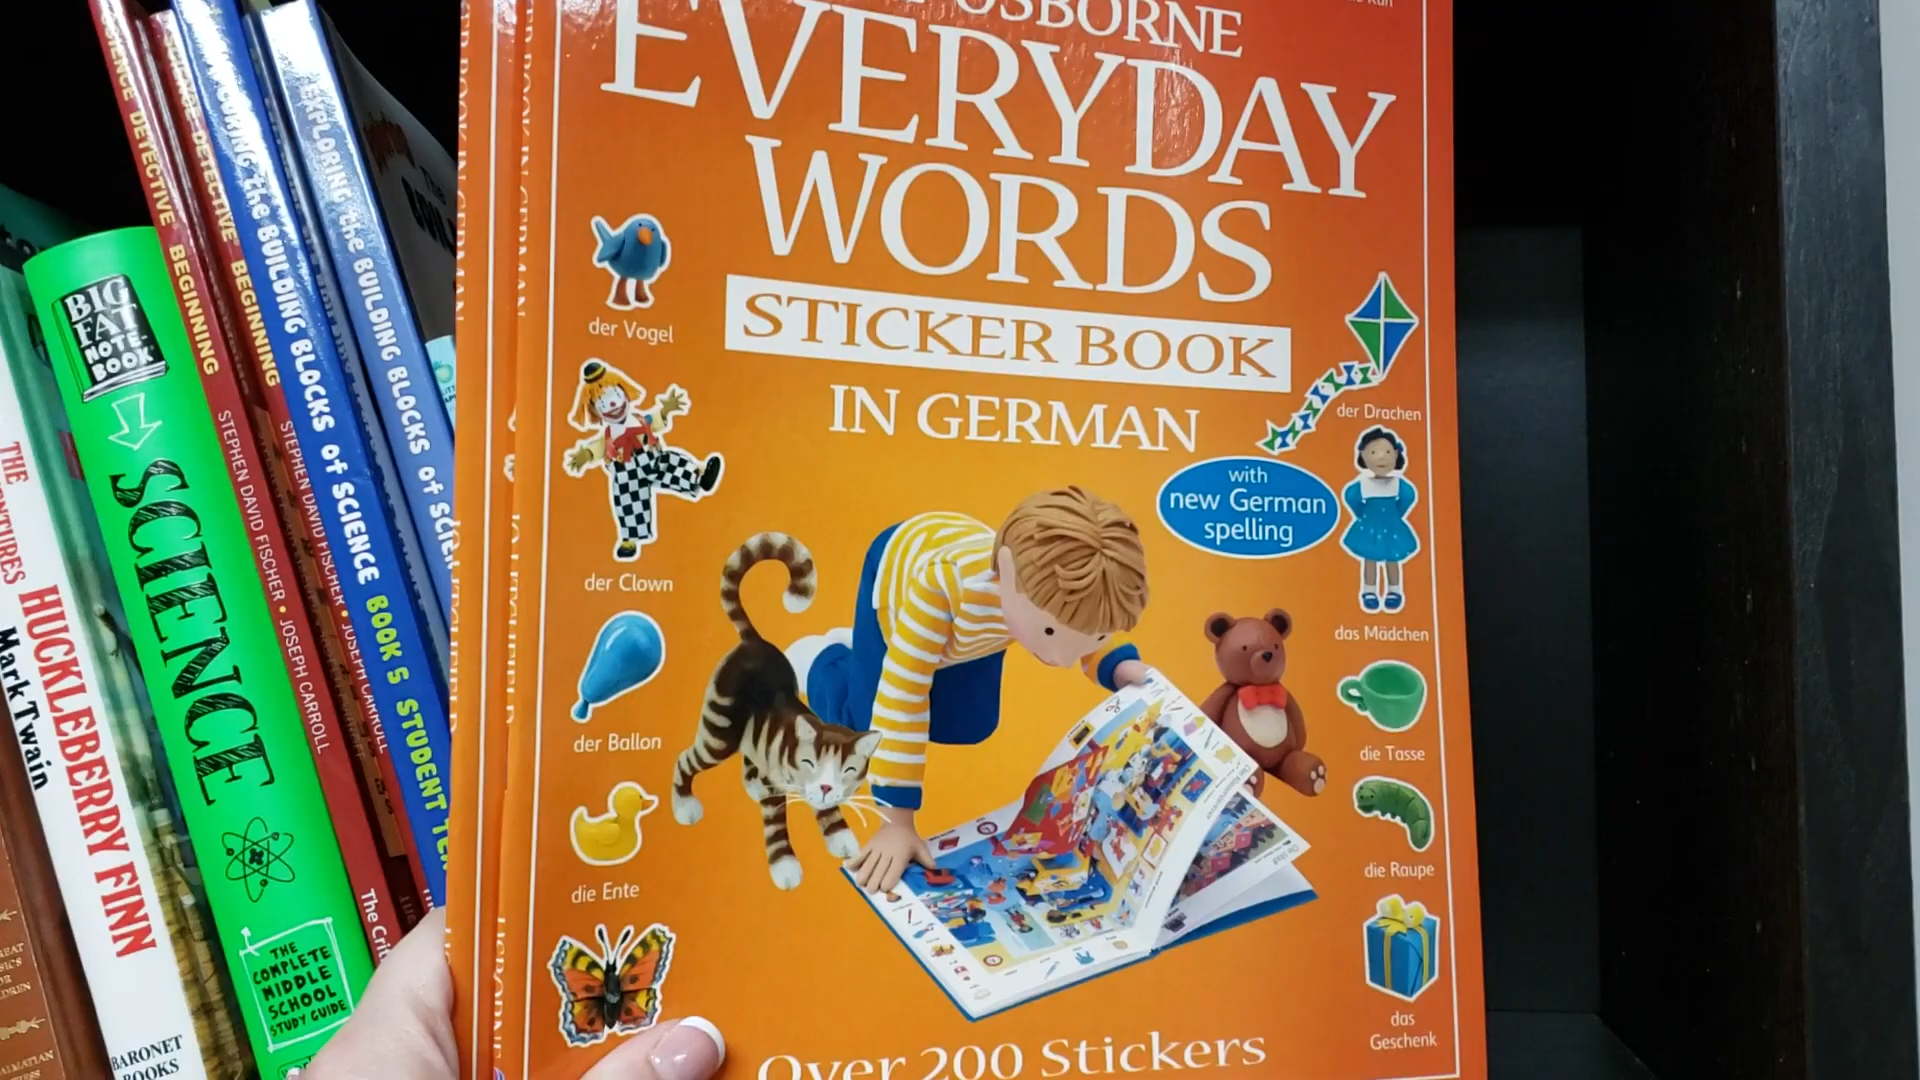 USBORNE
EVERYDAY
WORDS
STICKER BOOK
IN GERMAN
with
new German
spelling
der Vogel
der Clown
der Ballon
die Ente
der Drachen
das Mädchen
die Tasse
die Raupe
das
Geschenk
Over 200 Stickers
THE
HUCKLEBERRY FINN
Mark Twain
BARONET
BOOKS
BIG
FAT
NOTE-
BOOK
SCIENCE
THE
COMPLETE
MIDDLE
SCHOOL
STUDY GUIDE
SCIENCE DETECTIVE BEGINNING
STEPHEN DAVID FISCHER • JOSEPH CARROLL
SCIENCE DETECTIVE BEGINNING
STEPHEN DAVID FISCHER • JOSEPH CARROLL
the BUILDING BLOCKS of SCIENCE BOOK 5 STUDENT
EXPLORING the BUILDING BLOCKS of